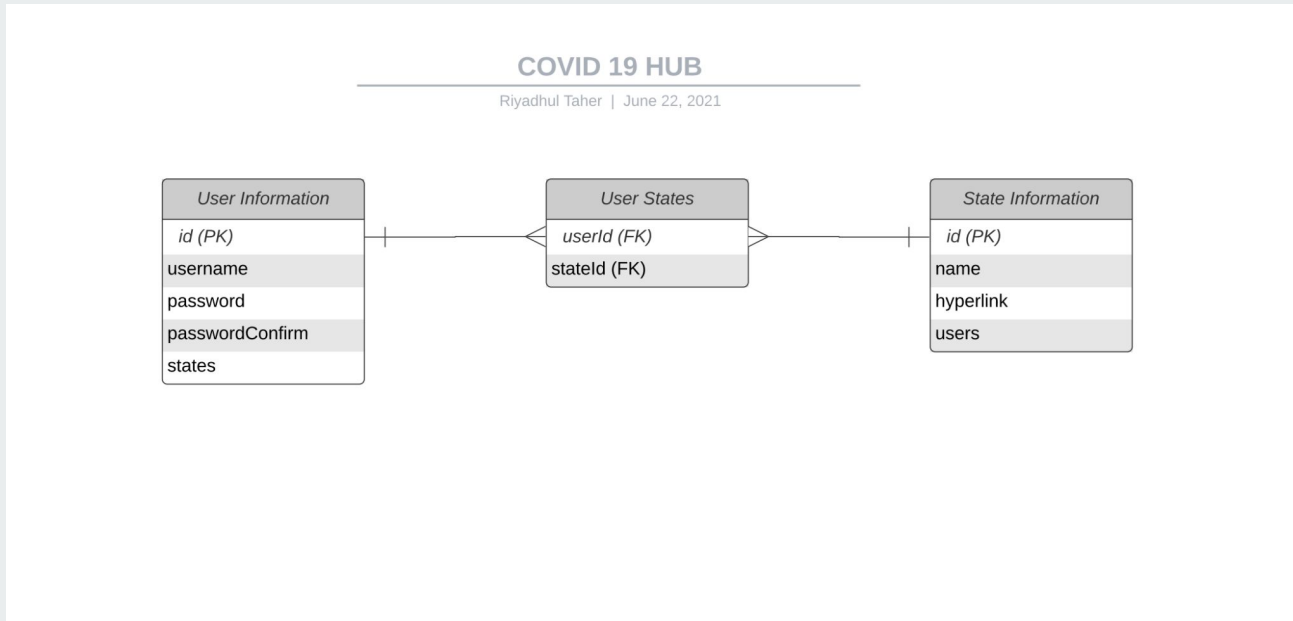 COVID 19 HUB
Riyadhul Taher | June 22, 2021
User Information
id (PK)
username
password
passwordConfirm
states
User States
userId (FK)
stateId (FK)
State Information
id (PK)
name
hyperlink
users